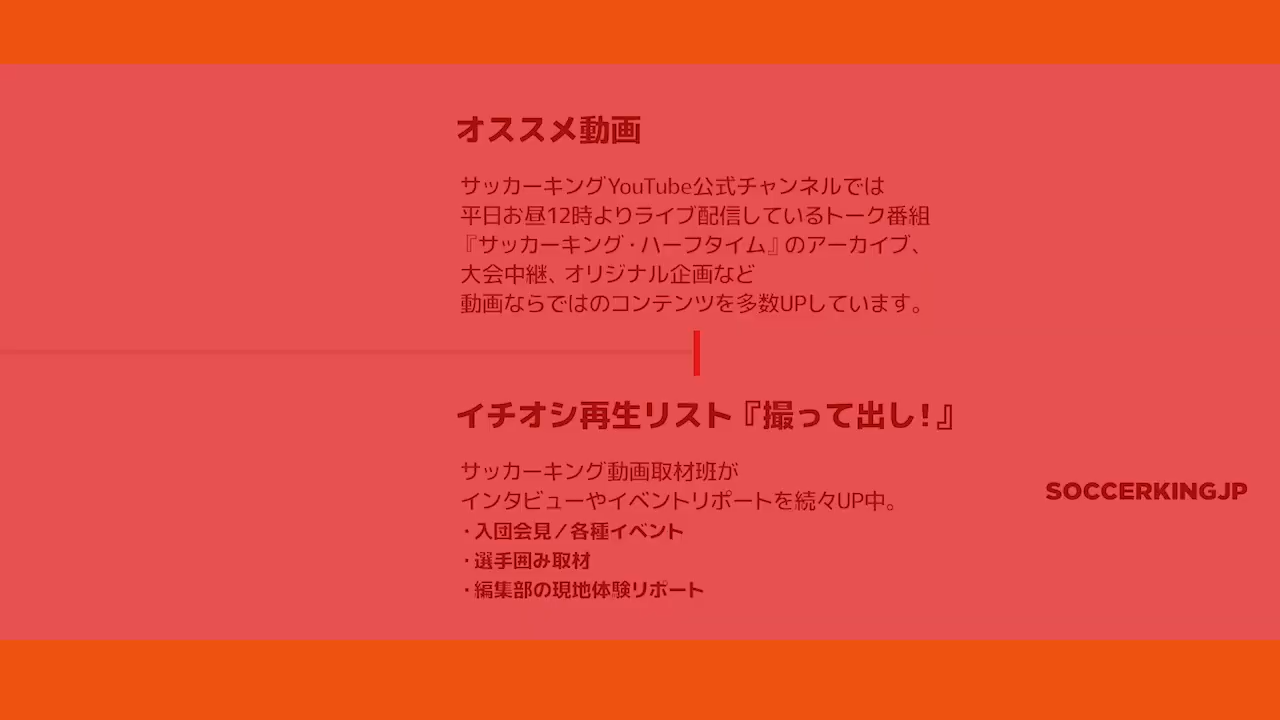 オススメ動画
サッカーキングYouTube公式チャンネルでは
平日お昼12時よりライブ配信しているトーク番組
『サッカーキング・ハーフタイム』のアーカイブ、
大会中継、オリジナル企画など
動画ならではのコンテンツを多数UPしています。
イチオシ再生リスト『撮って出し！』
サッカーキング動画取材班が
インタビューやイベントリポートを続々UP中。
・入団会見／各種イベント
・選手囲み取材
・編集部の現地体験リポート
SOCCERKINGJP